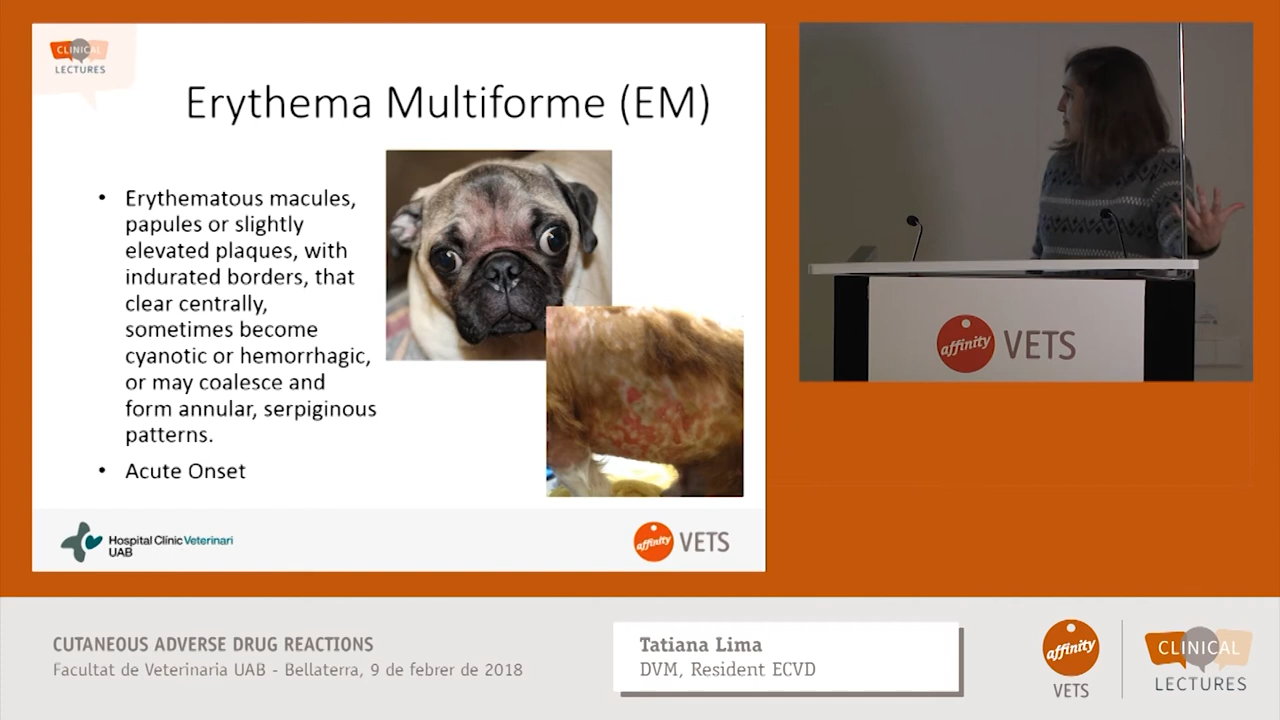 CLINICAL
LECTURES
Erythema Multiforme (EM)
• Erythematous macules,
papules or slightly
elevated plaques, with
indurated borders, that
clear centrally,
sometimes become
cyanotic or hemorrhagic,
or may coalesce and
form annular, serpiginous
patterns.
• Acute Onset
Hospital Clínic Veterinari
UAB
affinity VETS
affinity VETS
CUTANEOUS ADVERSE DRUG REACTIONS
Facultat de Veterinaria UAB - Bellaterra, 9 de febrer de 2018
Tatiana Lima
DVM, Resident ECVD
affinity
VETS
CLINICAL
LECTURES